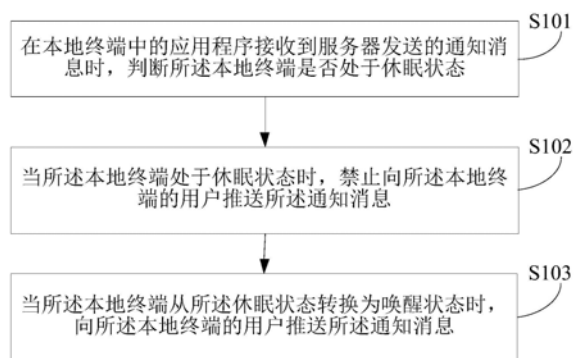 S101
在本地终端中的应用程序接收到服务器发送的通知消
息时，判断所述本地终端是否处于休眠状态
S102
当所述本地终端处于休眠状态时，禁止向所述本地终
端的用户推送所述通知消息
S103
当所述本地终端从所述休眠状态转换为唤醒状态时，
向所述本地终端的用户推送所述通知消息